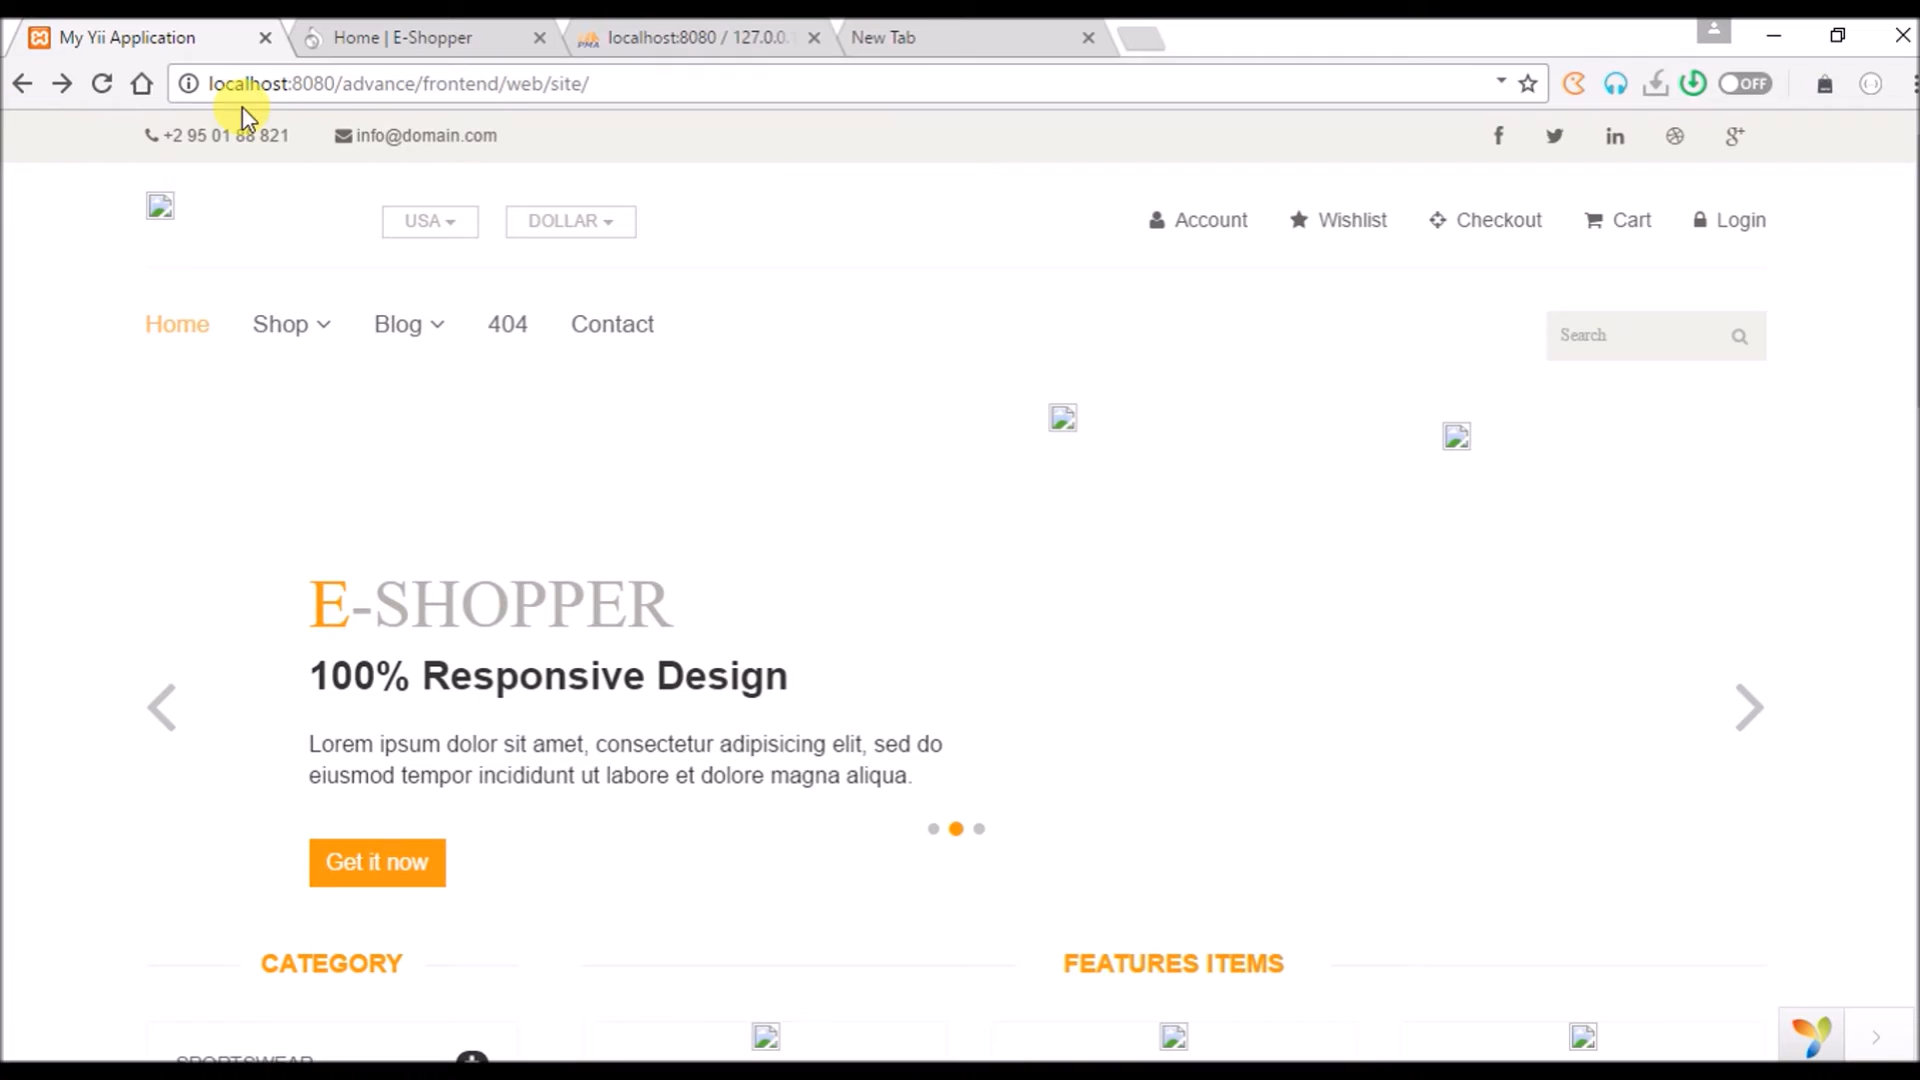 My Yii Application
Home | E-Shopper
localhost:8080 / 127.0.0.
New Tab
localhost:8080/advance/frontend/web/site/
OFF
+2 95 01 88 821
info@domain.com
USA
DOLLAR
Account
Wishlist
Checkout
Cart
Login
Home
Shop
Blog
404
Contact
Search
E-SHOPPER
100% Responsive Design
Lorem ipsum dolor sit amet, consectetur adipisicing elit, sed do
eiusmod tempor incididunt ut labore et dolore magna aliqua.
Get it now
CATEGORY
FEATURES ITEMS
SPORTSWEAR